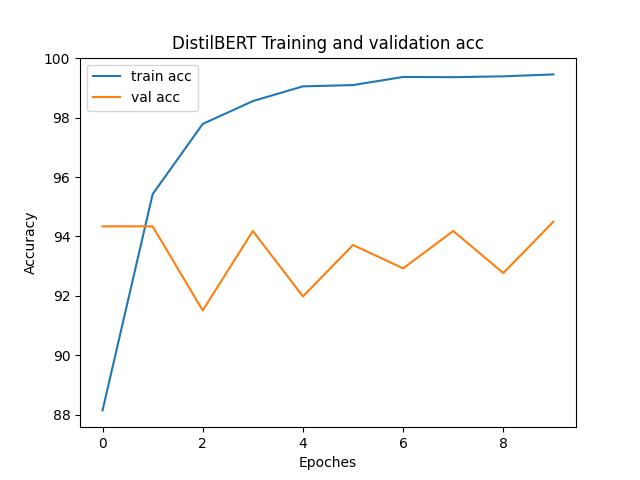 DistilBERT Training and validation acc
train acc
val acc
100
98
96
94
92
90
88
Accuracy
0 2 4 6 8
Epoches